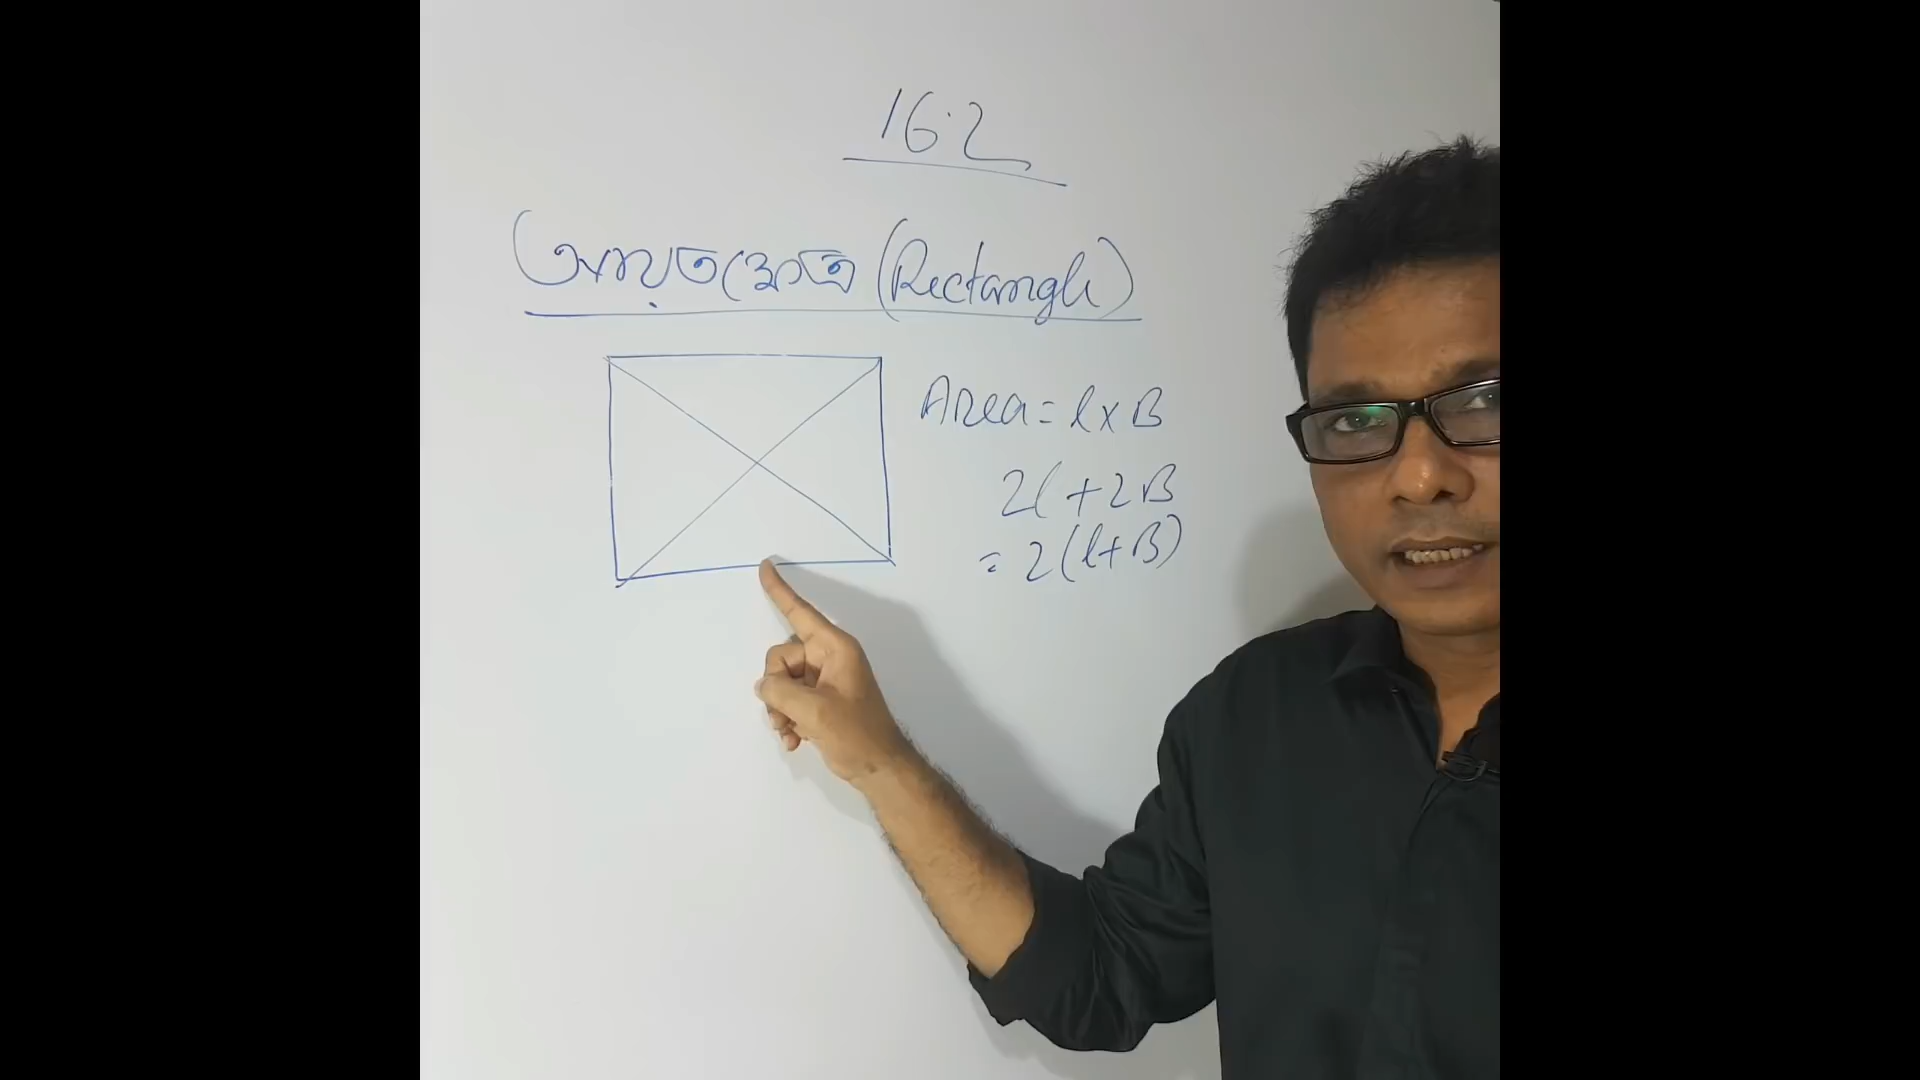 16.2
আয়তক্ষেত্র (Rectangle)
Area = l x B
2l + 2B
= 2(l+B)